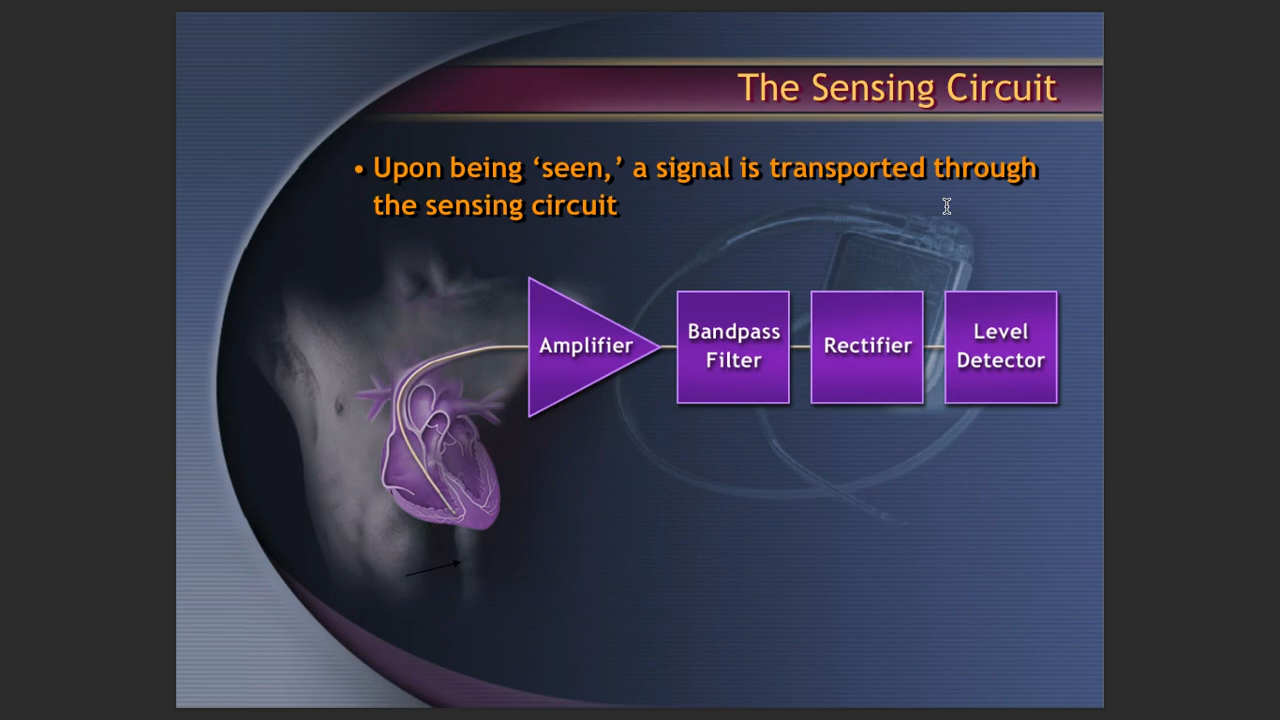 The Sensing Circuit
• Upon being ‘seen,’ a signal is transported through
the sensing circuit
Amplifier
Bandpass
Filter
Rectifier
Level
Detector